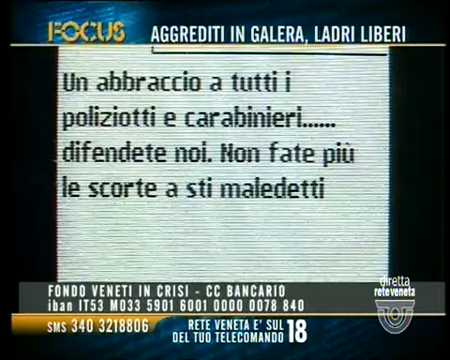 FOCUS
AGGREDITI IN GALERA, LADRI LIBERI
Un abbraccio a tutti i
poliziotti e carabinieri......
difendete noi. Non fate più
le scorte a sti maledetti
FONDO VENETI IN CRISI - CC BANCARIO
iban IT53 M033 5901 6001 0000 0078 840
diretta
reteveneta
SMS 340 3218806
RETE VENETA E' SUL
DEL TUO TELECOMANDO 18